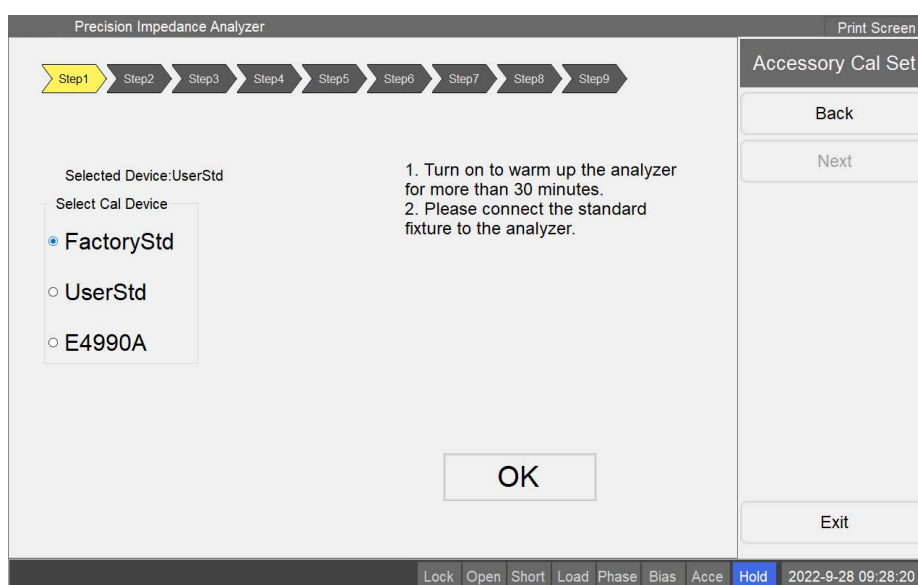 Precision Impedance Analyzer
Print Screen
Step1 Step2 Step3 Step4 Step5 Step6 Step7 Step8 Step9
Accessory Cal Set
Back
Next
Selected Device:UserStd
Select Cal Device
FactoryStd
UserStd
E4990A
1. Turn on to warm up the analyzer
for more than 30 minutes.
2. Please connect the standard
fixture to the analyzer.
OK
Exit
Lock Open Short Load Phase Bias Acce Hold 2022-9-28 09:28:20